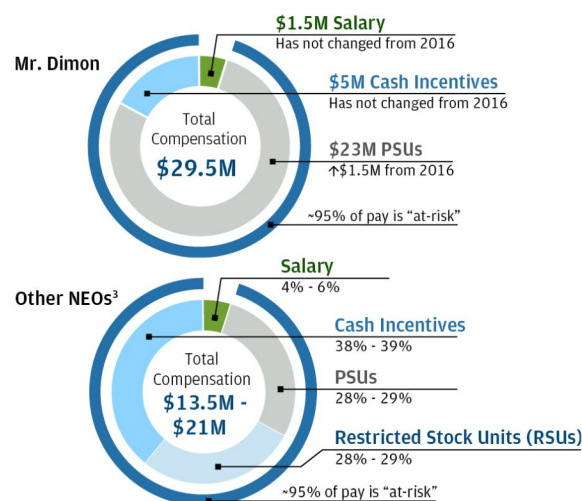 $1.5M Salary
Has not changed from 2016
Mr. Dimon
$5M Cash Incentives
Has not changed from 2016
Total
Compensation
$29.5M
$23M PSUs
↑$1.5M from 2016
~95% of pay is “at-risk”
Salary
4% - 6%
Other NEOs³
Cash Incentives
38% - 39%
Total
Compensation
$13.5M -
$21M
PSUs
28% - 29%
Restricted Stock Units (RSUs)
28% - 29%
~95% of pay is “at-risk”